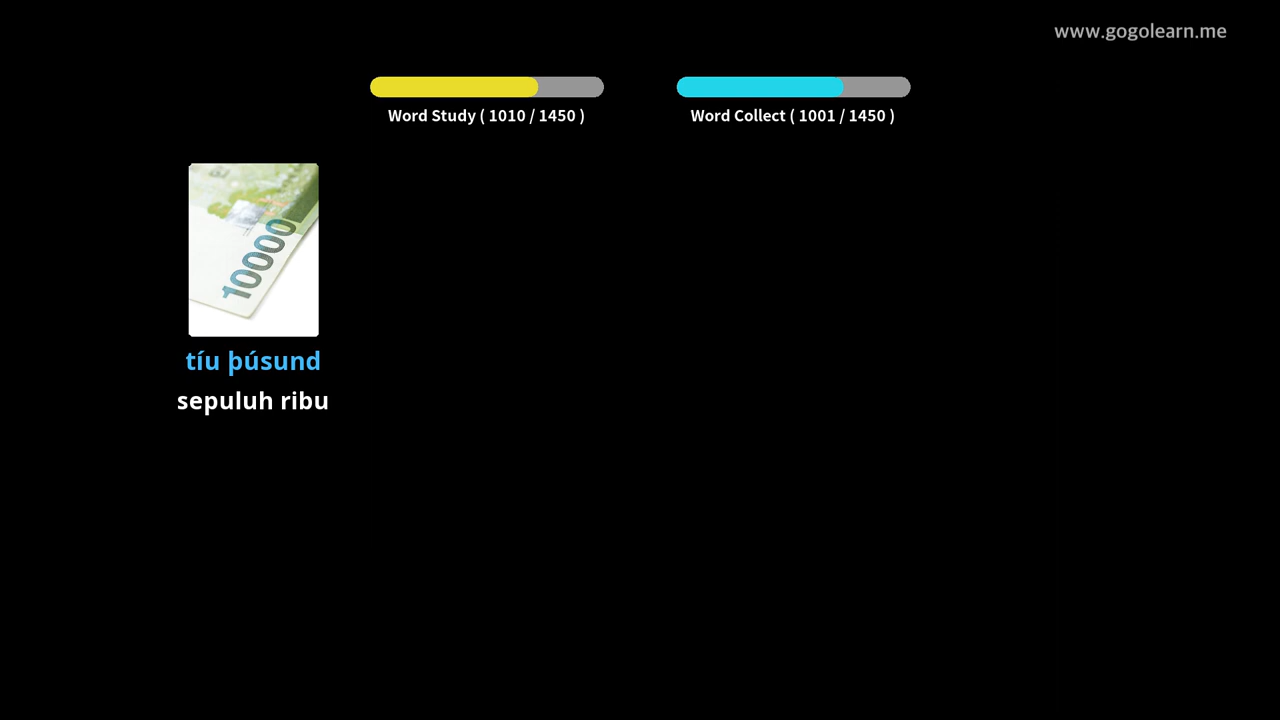 www.gogolearn.me
Word Study ( 1010 / 1450 )
Word Collect ( 1001 / 1450 )
10000
tíu þúsund
sepuluh ribu